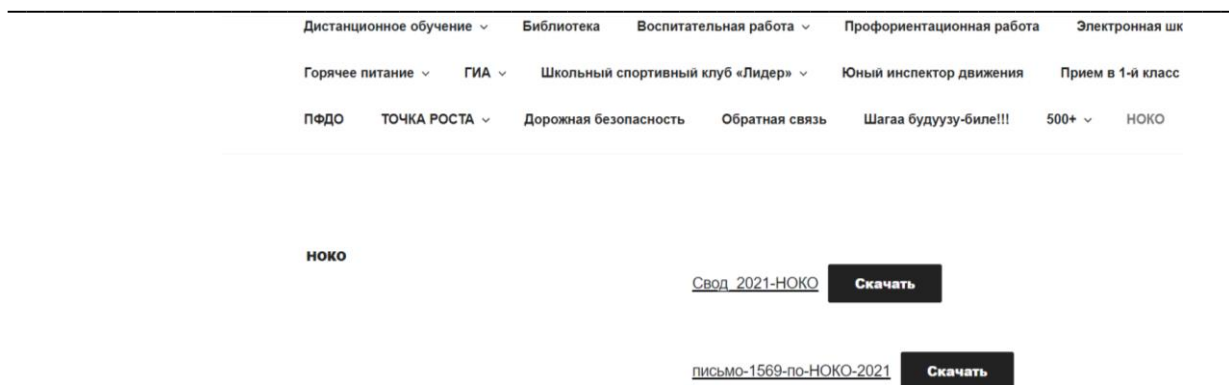 Дистанционное обучение Библиотека Воспитательная работа Профориентационная работа Электронная шк
Горячее питание ГИА Школьный спортивный клуб «Лидер» Юный инспектор движения Прием в 1-й класс
ПФДО ТОЧКА РОСТА Дорожная безопасность Обратная связь Шагаа будуузу-биле!!! 500+ НОКО
НОКО
Свод_2021-НОКО Скачать
письмо-1569-по-НОКО-2021 Скачать